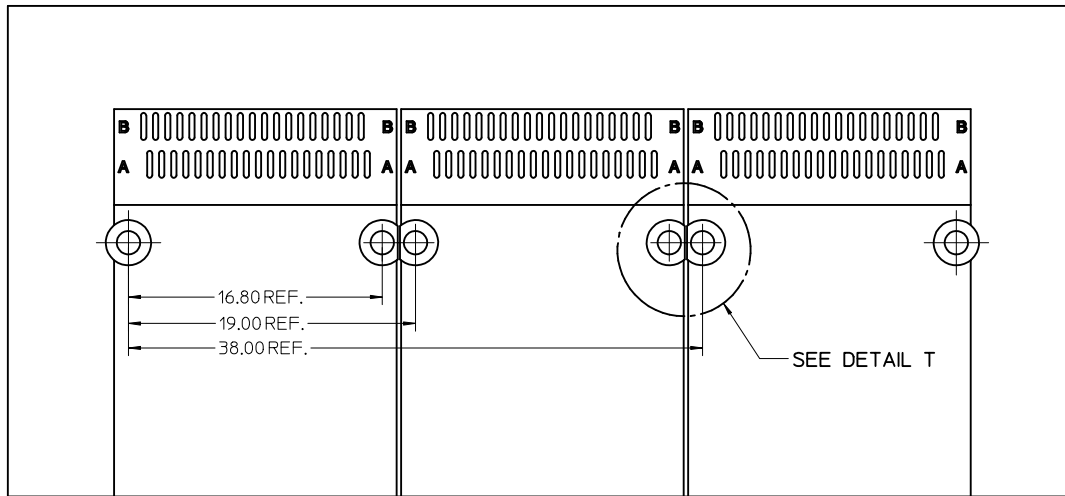 B B B B B B
A A A A A A
16.80 REF.
19.00 REF.
38.00 REF.
SEE DETAIL T